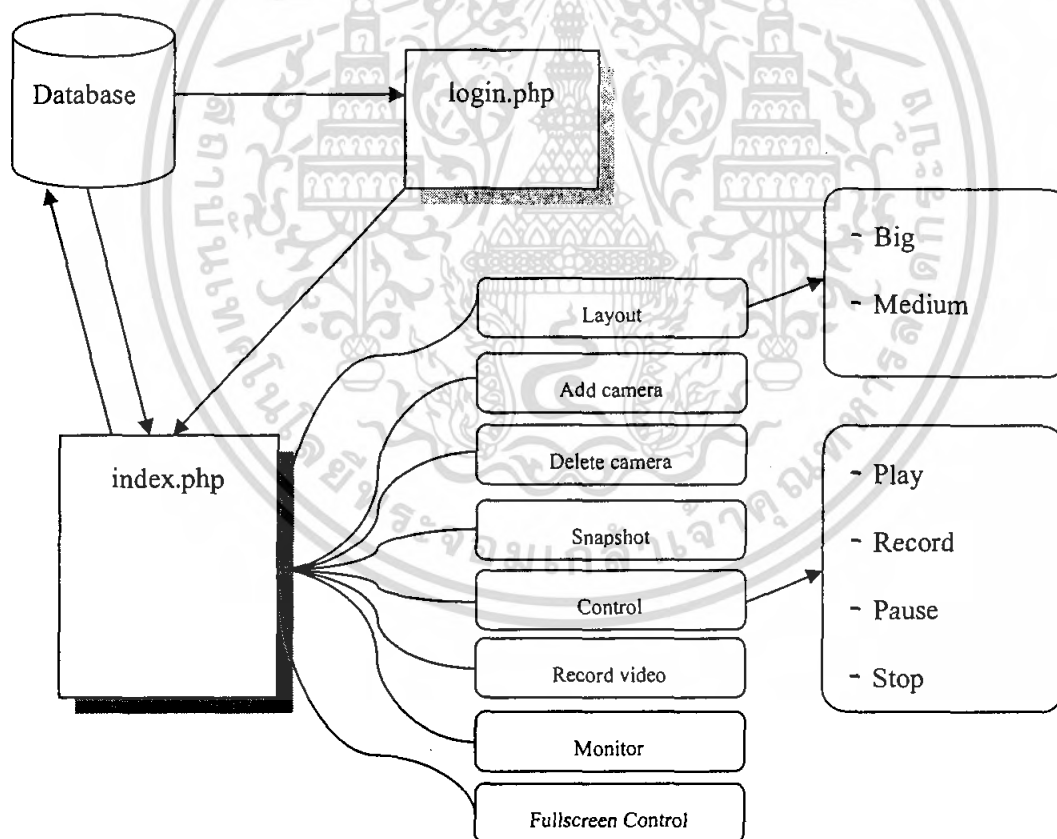 Database
login.php
- Big
- Medium
Layout
Add camera
Delete camera
index.php
- Play
Snapshot
- Record
Control
- Pause
Record video
- Stop
Monitor
Fullscreen Control